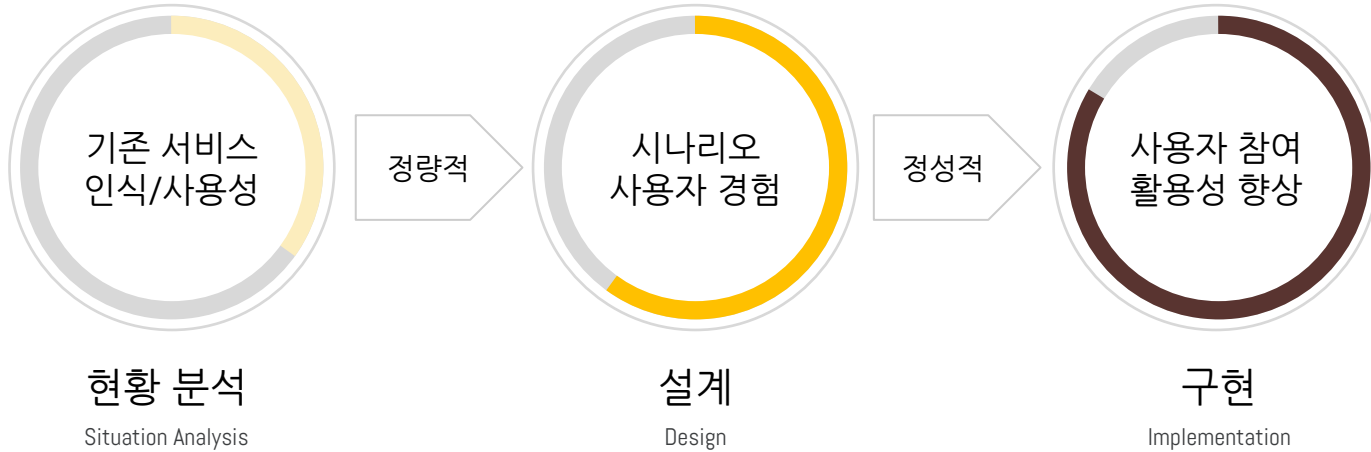 기존 서비스
인식/사용성
정량적
시나리오
사용자 경험
정성적
사용자 참여
활용성 향상
현황 분석
Situation Analysis
설계
Design
구현
Implementation